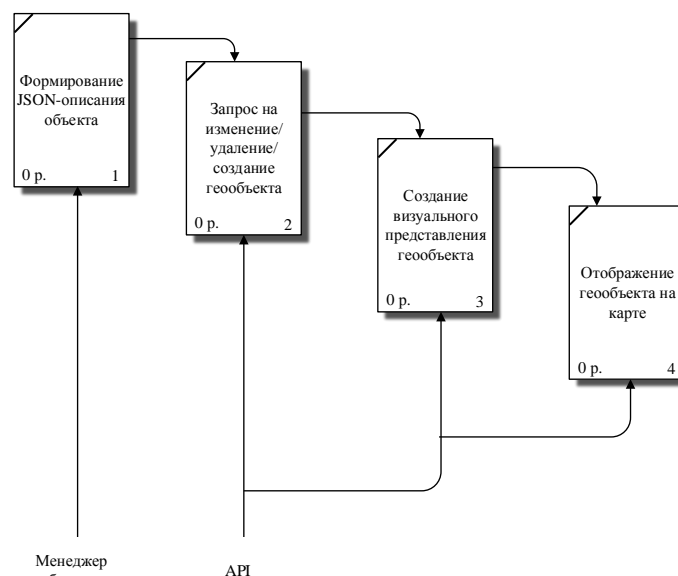 Формирование
JSON-описания
объекта
0 р. 1
Запрос на
изменение/
удаление/
создание
геообъекта
0 р. 2
Создание
визуального
представления
геообъекта
0 р. 3
Отображение
геообъекта на
карте
0 р. 4
Менеджер
API